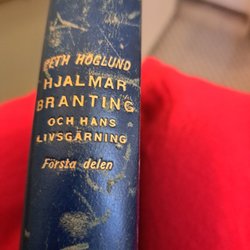 ZETH HÖGLUND
HJALMAR
BRANTING
OCH HANS
LIVSGÄRNING
Första delen